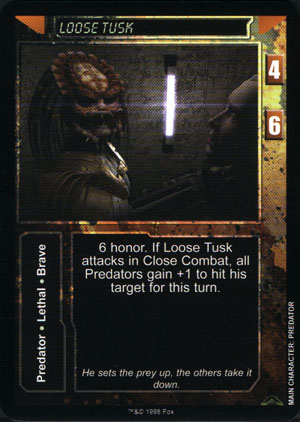 LOOSE TUSK
4
6
6 honor. If Loose Tusk
attacks in Close Combat, all
Predators gain +1 to hit his
target for this turn.
Predator • Lethal • Brave
He sets the prey up, the others take it
down.
MAIN CHARACTER: PREDATOR
™&© 1998 Fox